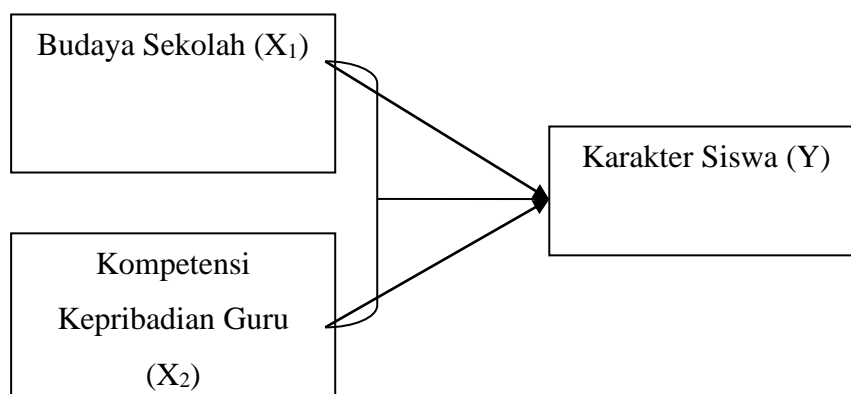 Budaya Sekolah (X₁)
Karakter Siswa (Y)
Kompetensi
Kepribadian Guru
(X₂)